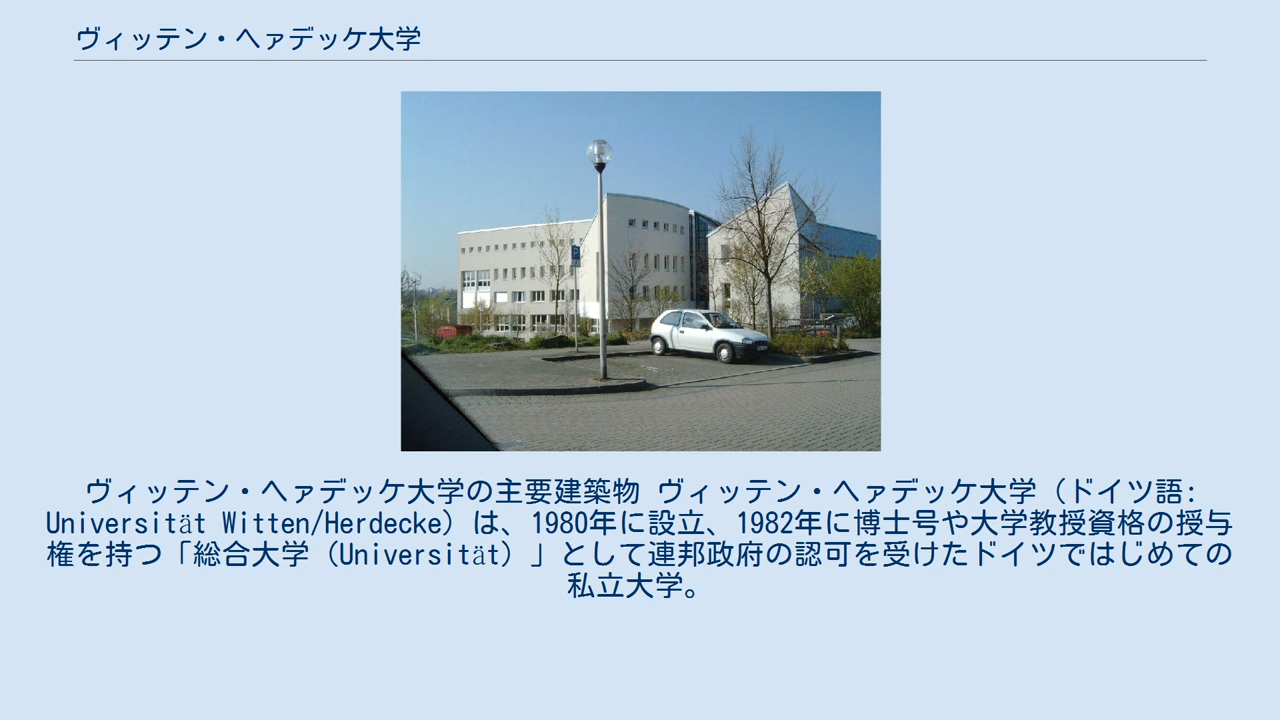 ヴィッテン・へァデッケ大学
ヴィッテン・へァデッケ大学の主要建築物 ヴィッテン・へァデッケ大学（ドイツ語:
Universität Witten/Herdecke）は、1980年に設立、1982年に博士号や大学教授資格の授与
権を持つ「総合大学（Universität）」として連邦政府の認可を受けたドイツではじめての
私立大学。